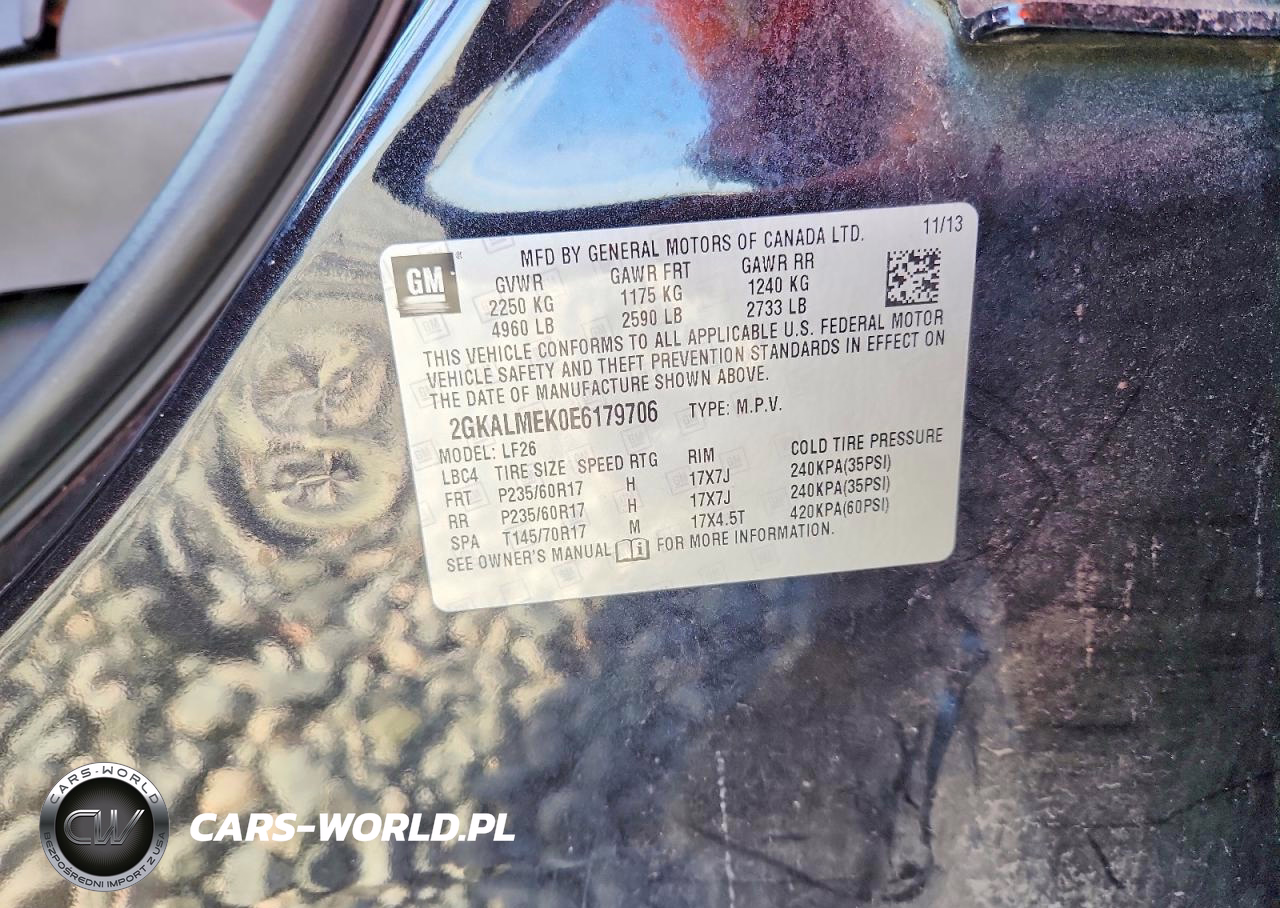 11/13
MFD BY GENERAL MOTORS OF CANADA LTD.
GM
GVWR GAWR FRT GAWR RR
2250 KG 1175 KG 1240 KG
4960 LB 2590 LB 2733 LB
THIS VEHICLE CONFORMS TO ALL APPLICABLE U.S. FEDERAL MOTOR
VEHICLE SAFETY AND THEFT PREVENTION STANDARDS IN EFFECT ON
THE DATE OF MANUFACTURE SHOWN ABOVE.
2GKALMEK0E6179706 TYPE: M.P.V.
MODEL: LF26
LBC4 TIRE SIZE SPEED RTG RIM COLD TIRE PRESSURE
FRT P235/60R17 H 17X7J 240KPA(35PSI)
RR P235/60R17 H 17X7J 240KPA(35PSI)
SPA T145/70R17 M 17X4.5T 420KPA(60PSI)
SEE OWNER'S MANUAL FOR MORE INFORMATION.
CARS-WORLD
CW
BEZPOŚREDNI IMPORT Z USA
CARS-WORLD.PL